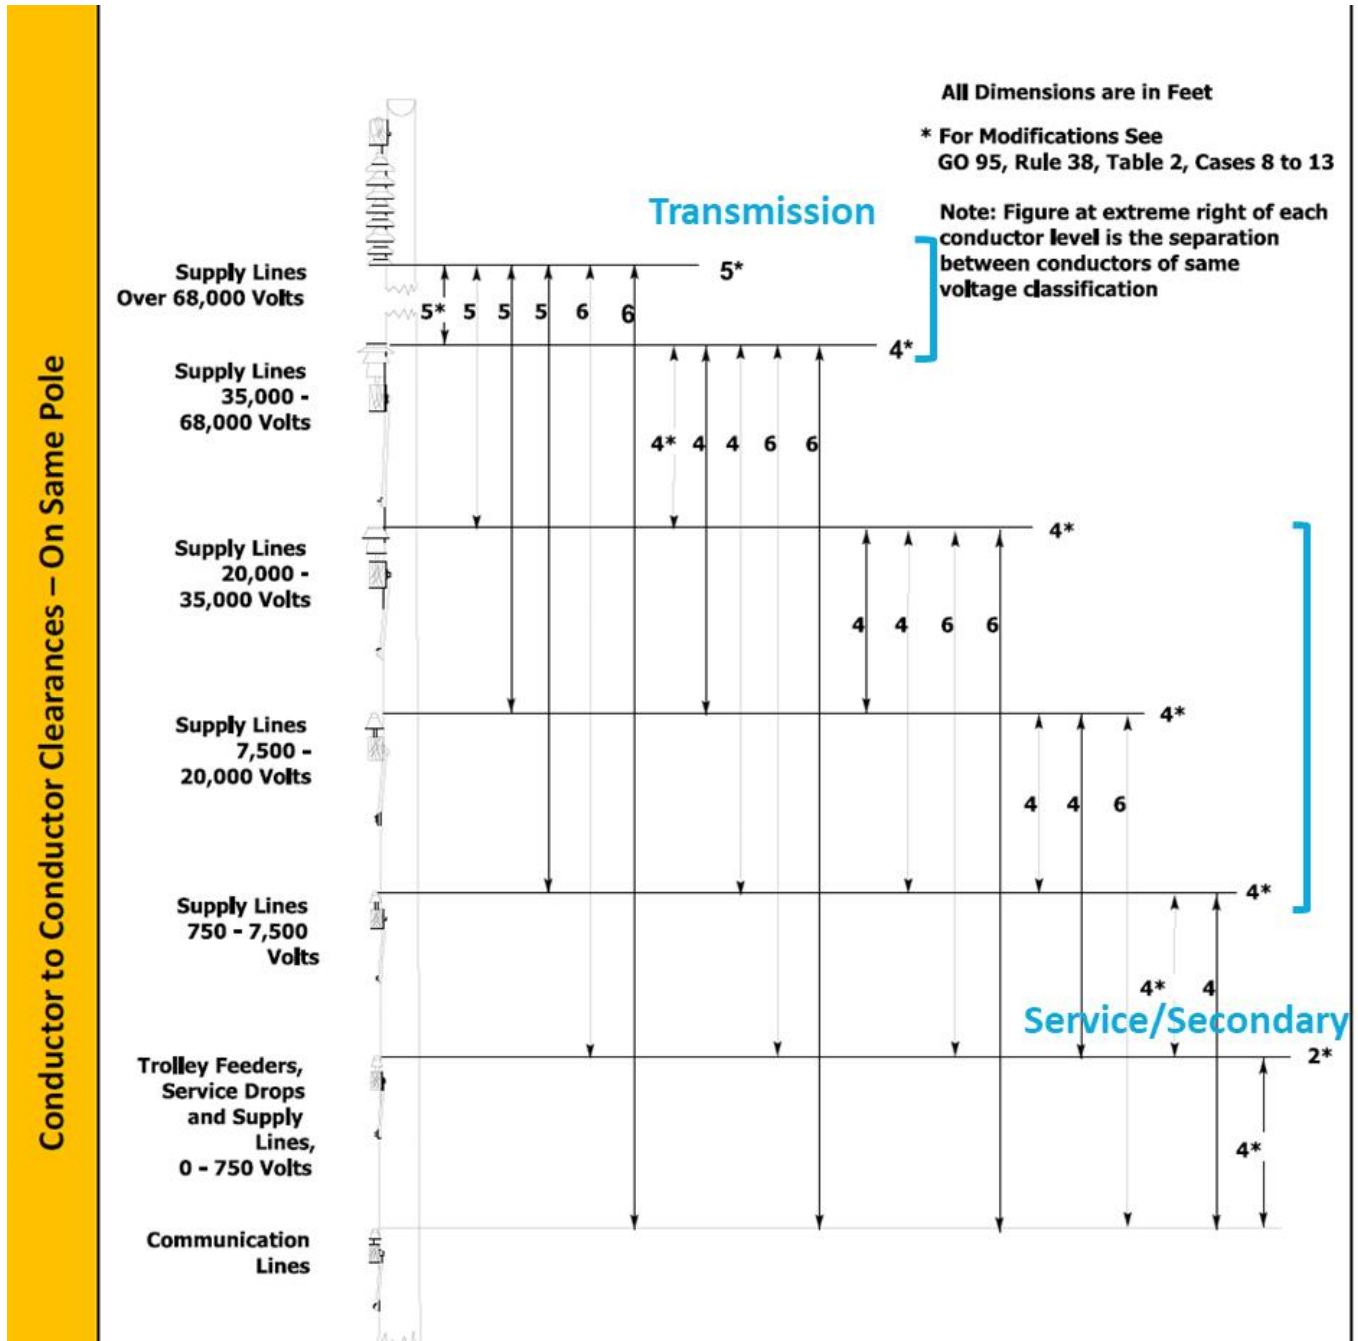 Conductor to Conductor Clearances – On Same Pole
All Dimensions are in Feet
* For Modifications See
GO 95, Rule 38, Table 2, Cases 8 to 13
Transmission
Note: Figure at extreme right of each
conductor level is the separation
between conductors of same
voltage classification
Supply Lines
Over 68,000 Volts
5*
5* 5 5 5 6 6
Supply Lines
35,000 -
68,000 Volts
4*
4* 4 4 6 6
Supply Lines
20,000 -
35,000 Volts
4*
4 4 6 6
Supply Lines
7,500 -
20,000 Volts
4*
4 4 6
Supply Lines
750 - 7,500
Volts
4*
4* 4
Service/Secondary
Trolley Feeders,
Service Drops
and Supply
Lines,
0 - 750 Volts
2*
4*
Communication
Lines